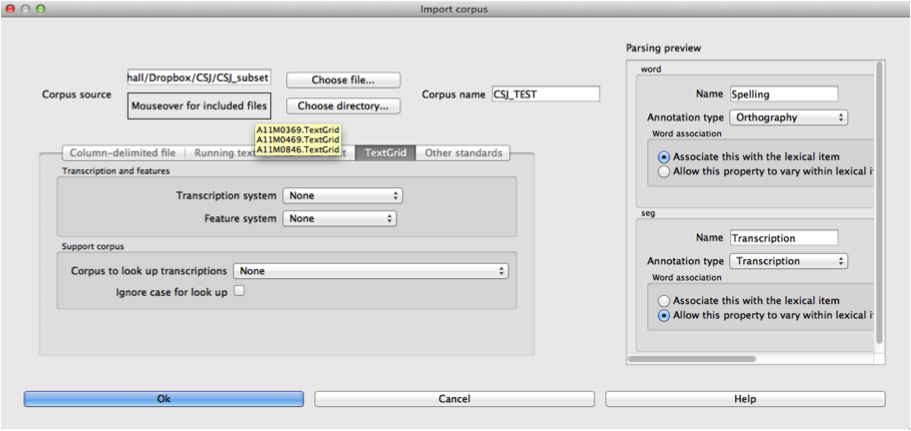 Import corpus
Corpus source
hall/Dropbox/CSJ/CSJ_subset
Choose file...
Mouseover for included files
Choose directory...
Corpus name
CSJ_TEST
A11M0369.TextGrid
A11M0469.TextGrid
A11M0846.TextGrid
Column-delimited file
Running tex
t
TextGrid
Other standards
Transcription and features
Transcription system
None
Feature system
None
Support corpus
Corpus to look up transcriptions
None
Ignore case for look up
Parsing preview
word
Name
Spelling
Annotation type
Orthography
Word association
Associate this with the lexical item
Allow this property to vary within lexical i
seg
Name
Transcription
Annotation type
Transcription
Word association
Associate this with the lexical item
Allow this property to vary within lexical i
Ok
Cancel
Help